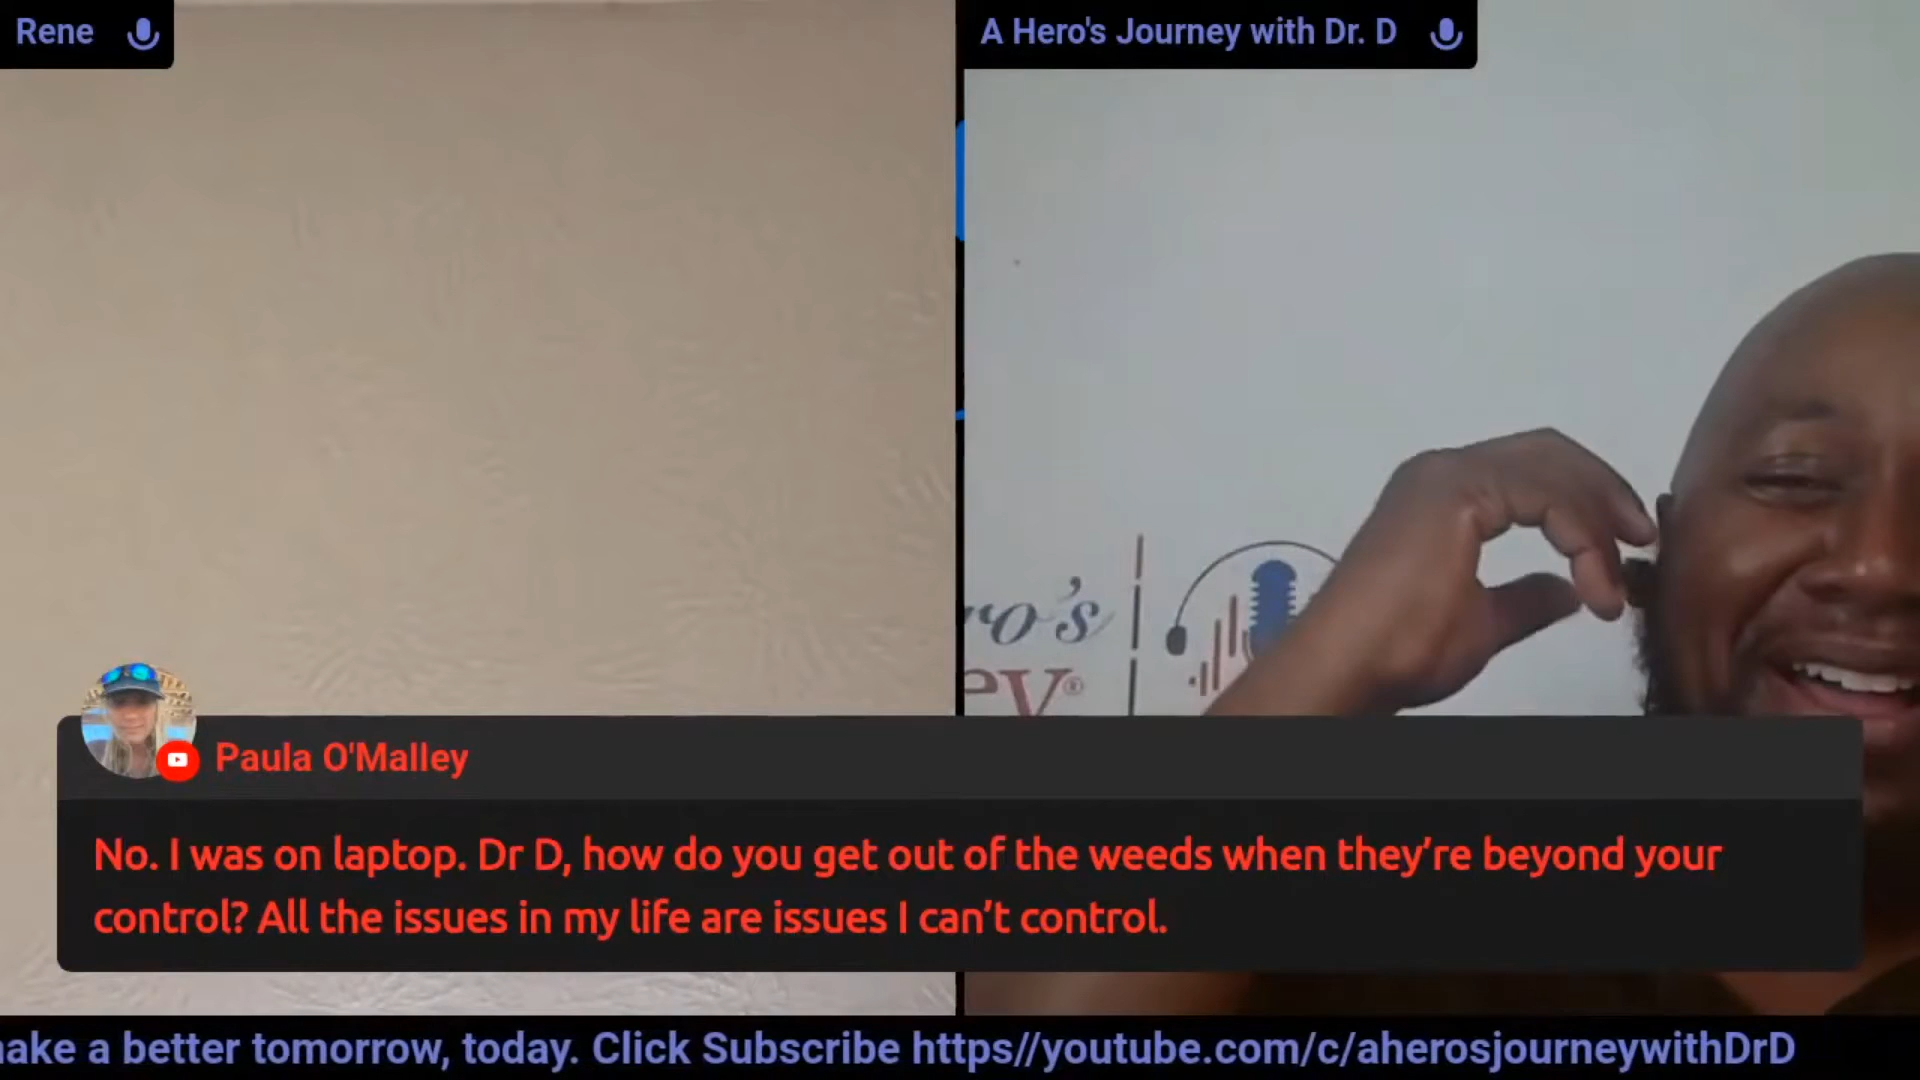 Rene
A Hero's Journey with Dr. D
ro's
ey®
Paula O'Malley
No. I was on laptop. Dr D, how do you get out of the weeds when they’re beyond your
control? All the issues in my life are issues I can’t control.
ake a better tomorrow, today. Click Subscribe https//youtube.com/c/aherosjourneywithDrD